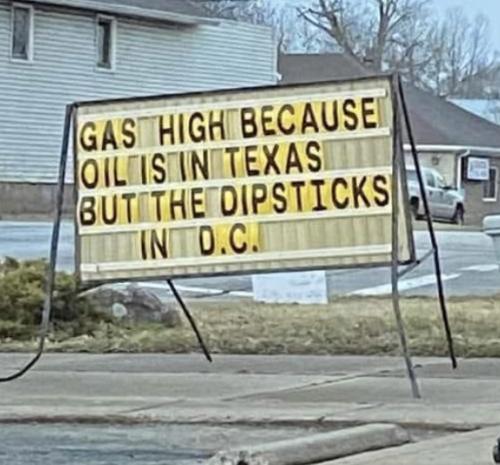 GAS HIGH BECAUSE
OIL IS IN TEXAS
BUT THE DIPSTICKS
IN D.C.